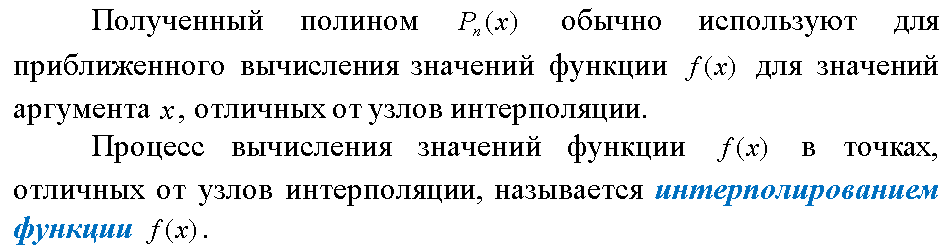 Полученный полином Pₙ(x) обычно используют для
приближенного вычисления значений функции f(x) для значений
аргумента x, отличных от узлов интерполяции.
Процесс вычисления значений функции f(x) в точках,
отличных от узлов интерполяции, называется интерполированием
функции f(x).